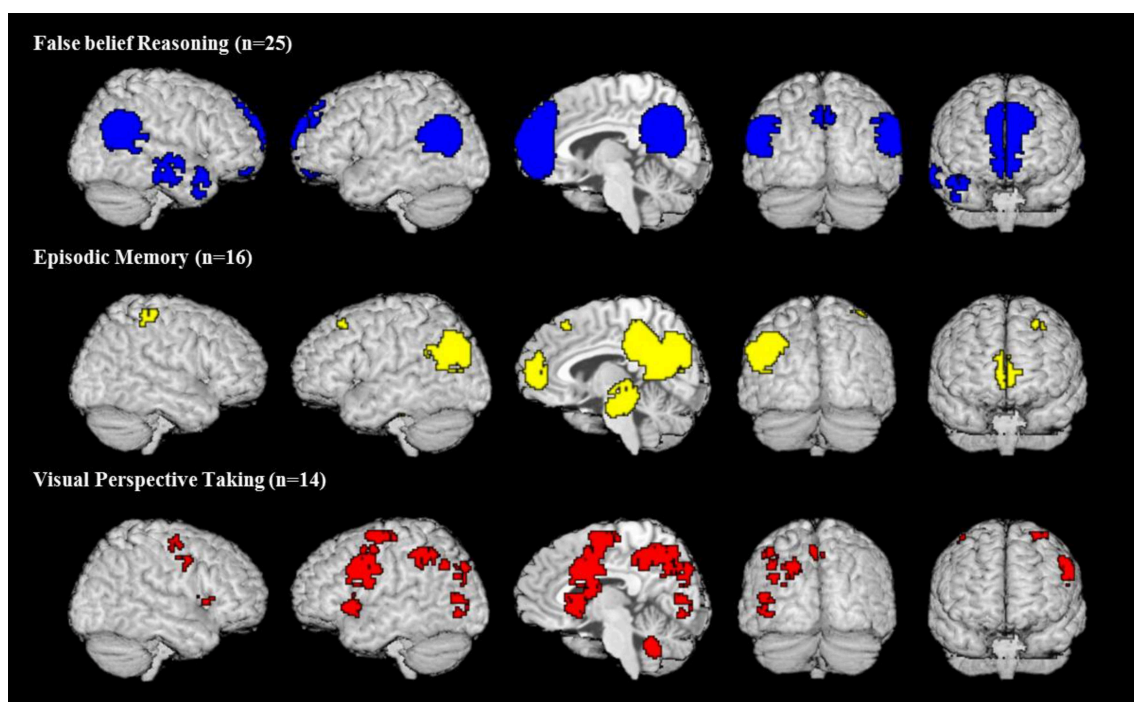 False belief Reasoning (n=25)
Episodic Memory (n=16)
Visual Perspective Taking (n=14)